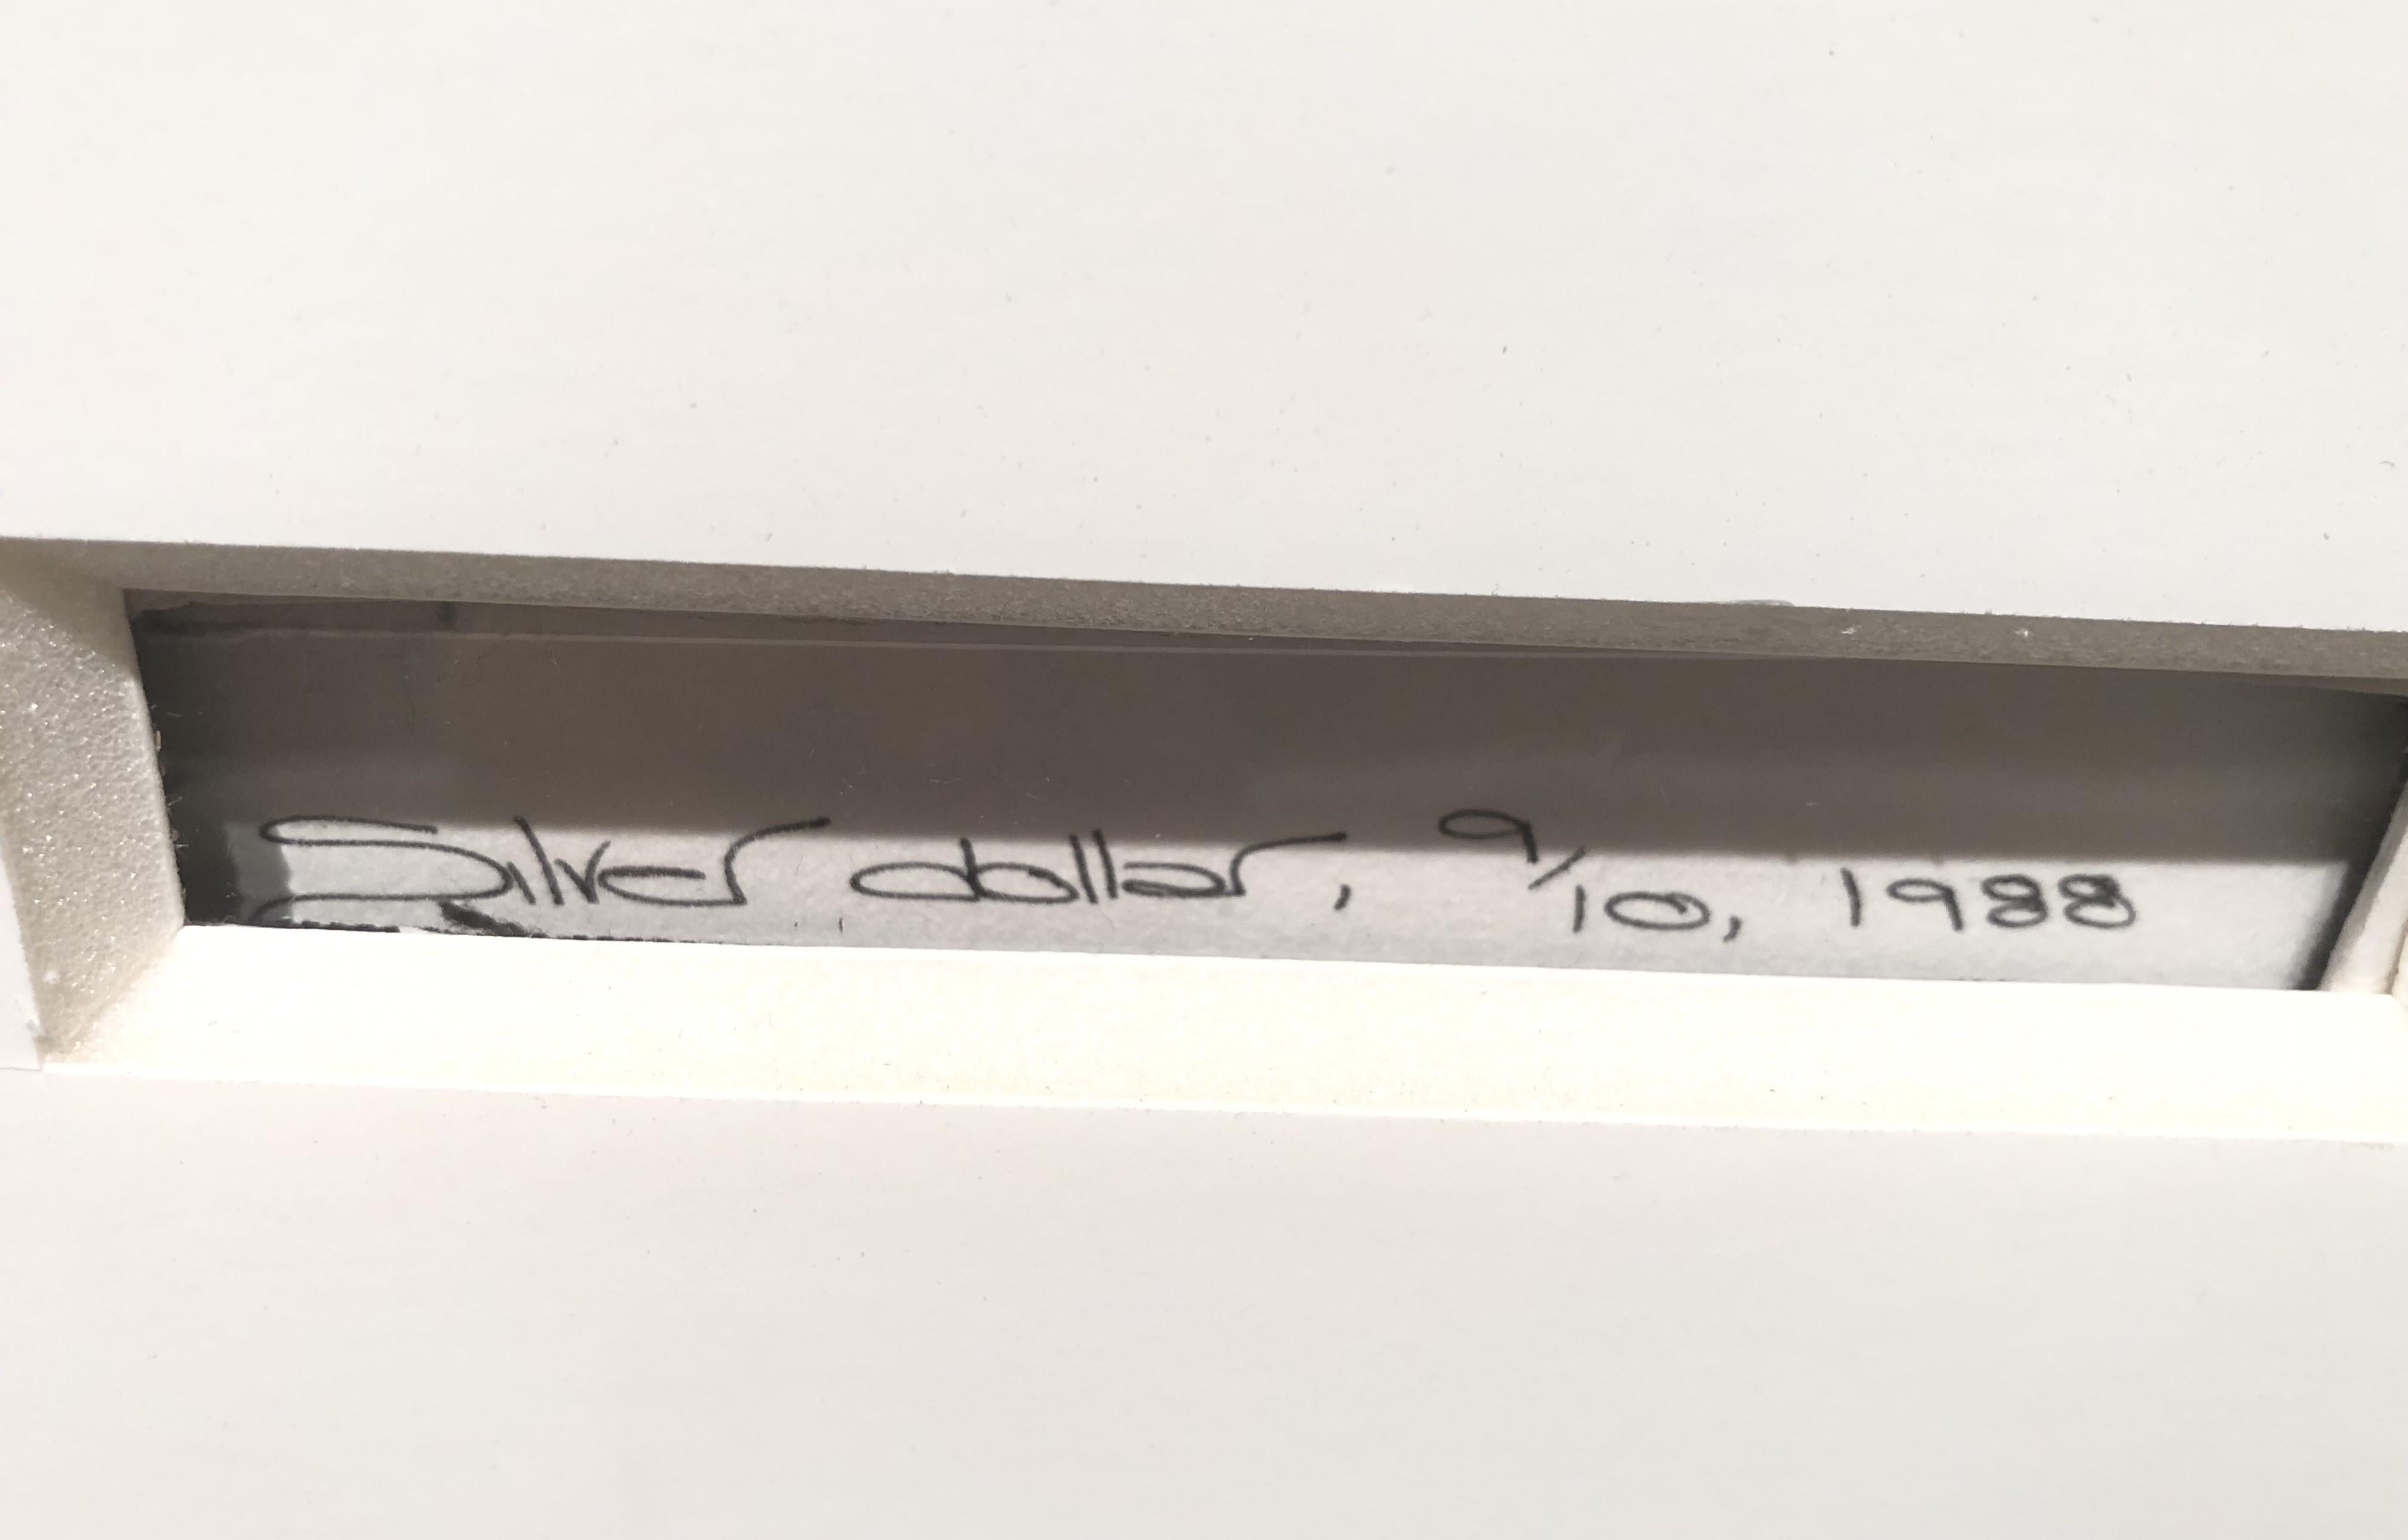 Silver dollar, 9/10, 1988